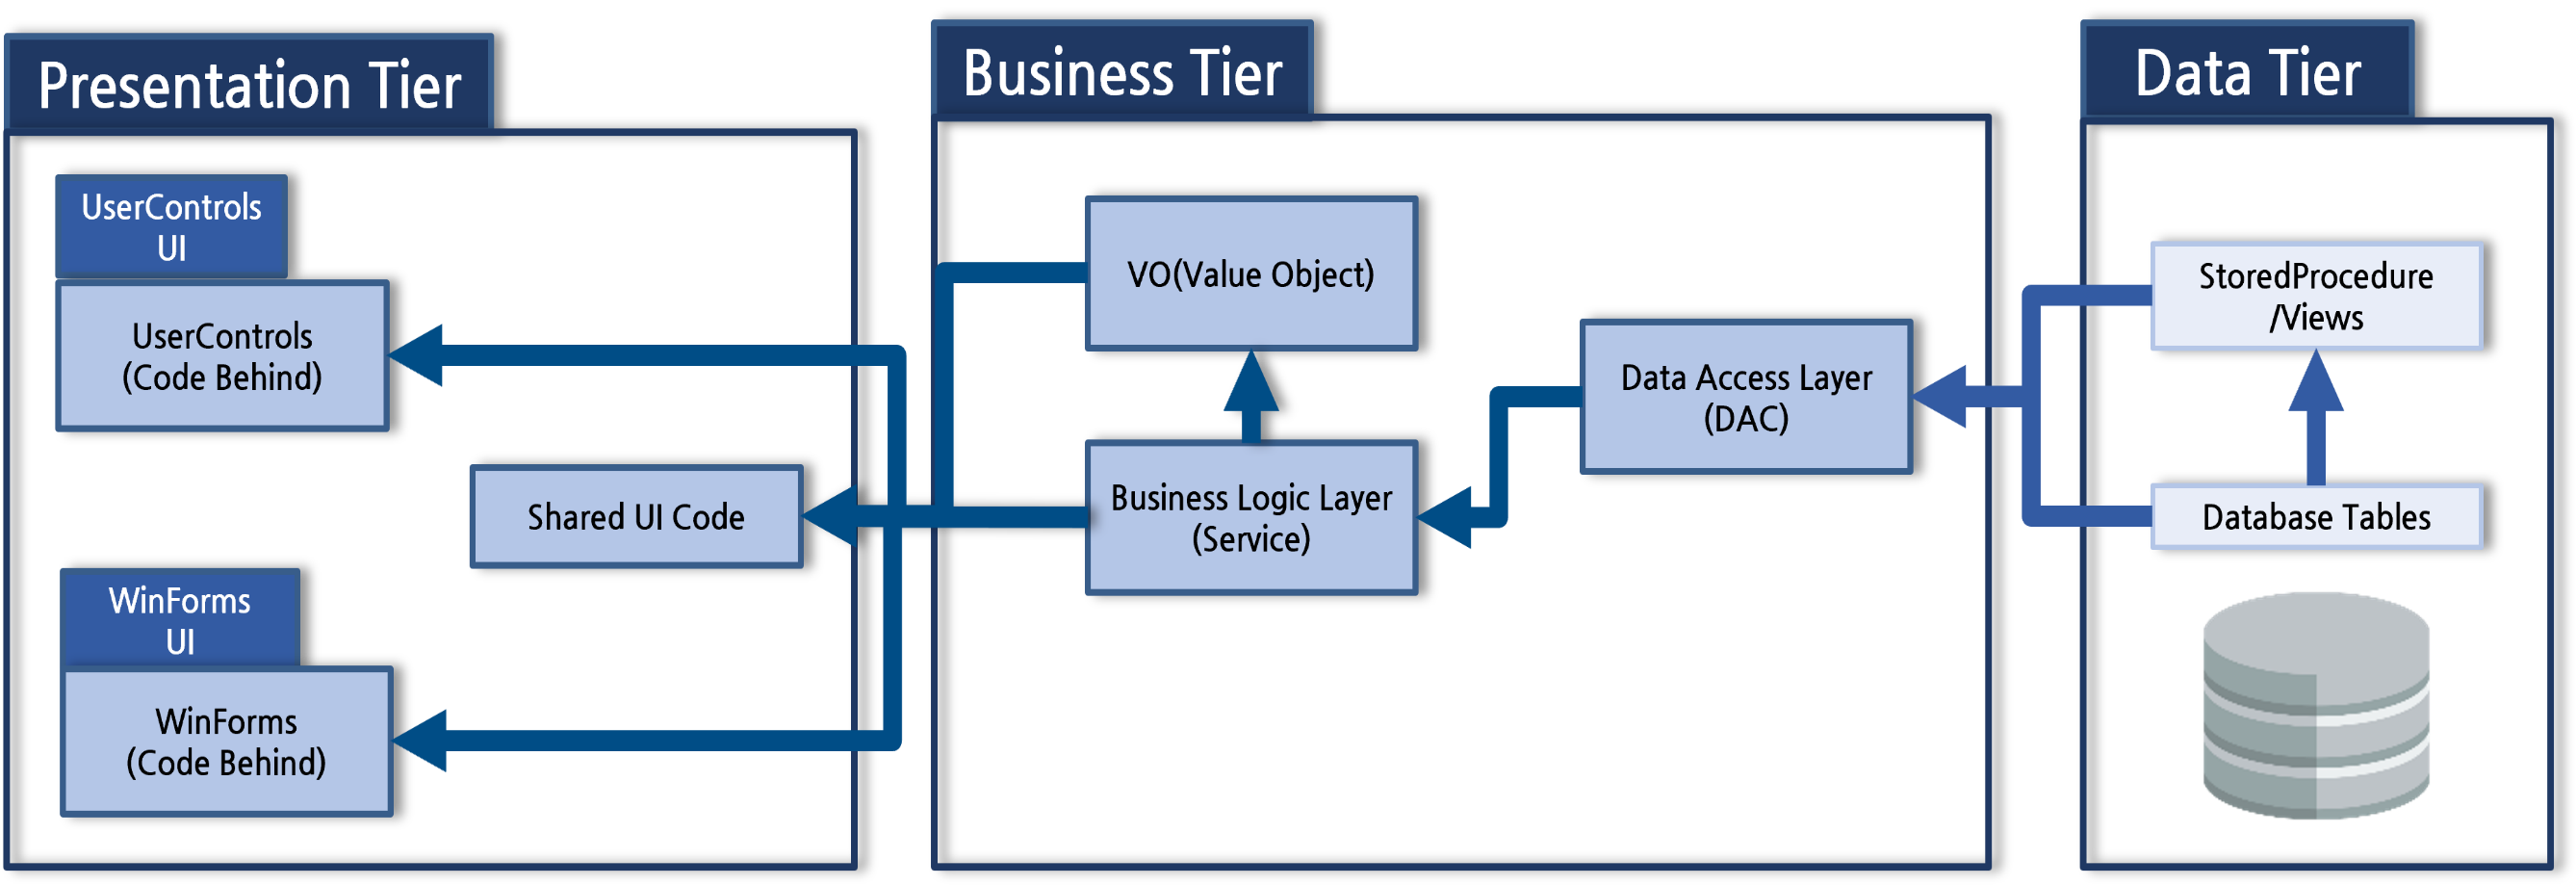 Presentation Tier
UserControls
UI
UserControls
(Code Behind)
Shared UI Code
WinForms
UI
WinForms
(Code Behind)
Business Tier
VO(Value Object)
Business Logic Layer
(Service)
Data Access Layer
(DAC)
Data Tier
StoredProcedure
/Views
Database Tables